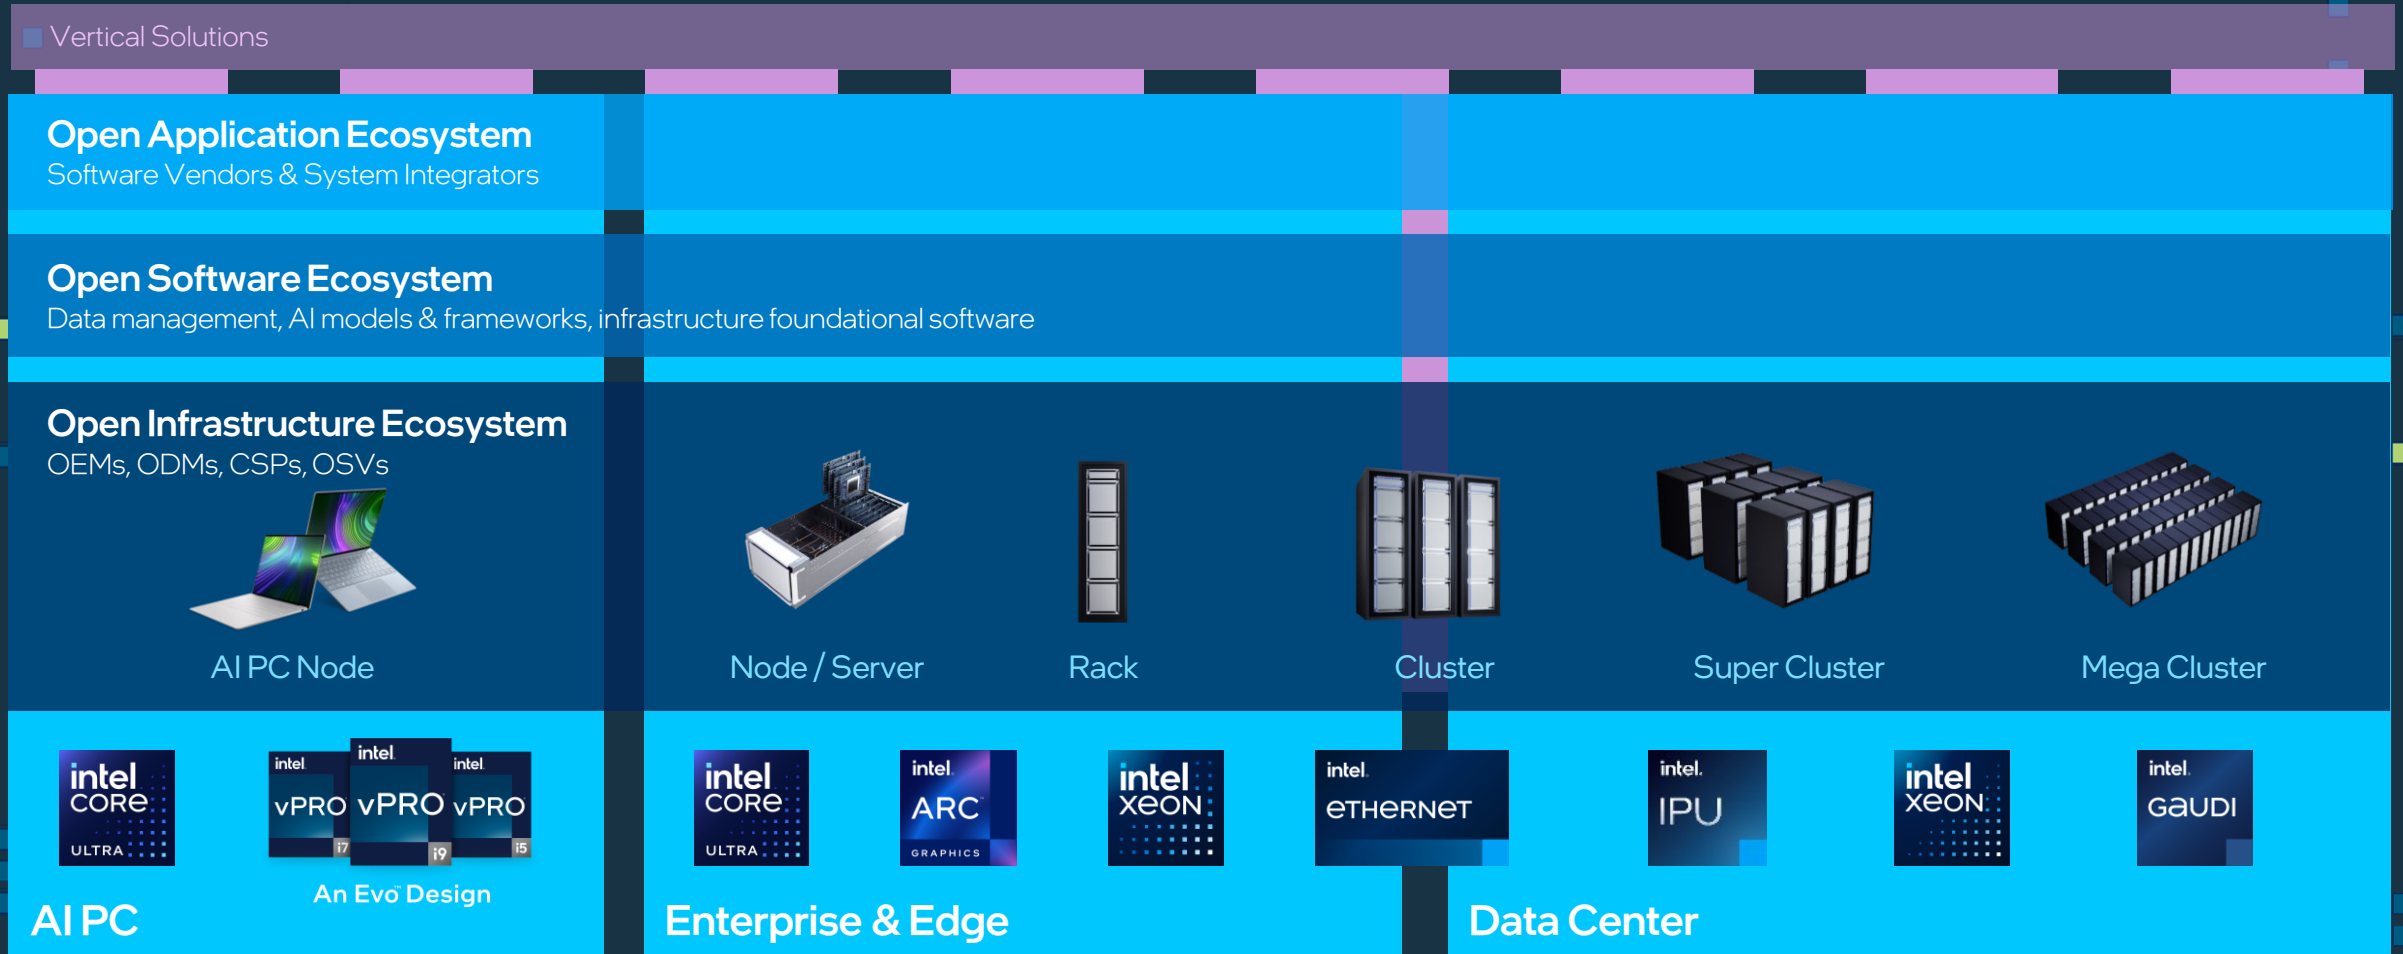 Vertical Solutions
Open Application Ecosystem
Software Vendors & System Integrators
Open Software Ecosystem
Data management, AI models & frameworks, infrastructure foundational software
Open Infrastructure Ecosystem
OEMs, ODMs, CSPs, OSVs
AI PC Node
Node / Server
Rack
Cluster
Super Cluster
Mega Cluster
intel
CORE
ULTRA
intel.
vPRO
i7
intel.
vPRO
i9
intel.
vPRO
i5
An Evo™ Design
AI PC
intel
CORE
ULTRA
intel.
ARC™
GRAPHICS
intel
XEON
intel.
ETHERNET
Enterprise & Edge
intel.
IPU
intel
XEON
intel.
GAUDI
Data Center